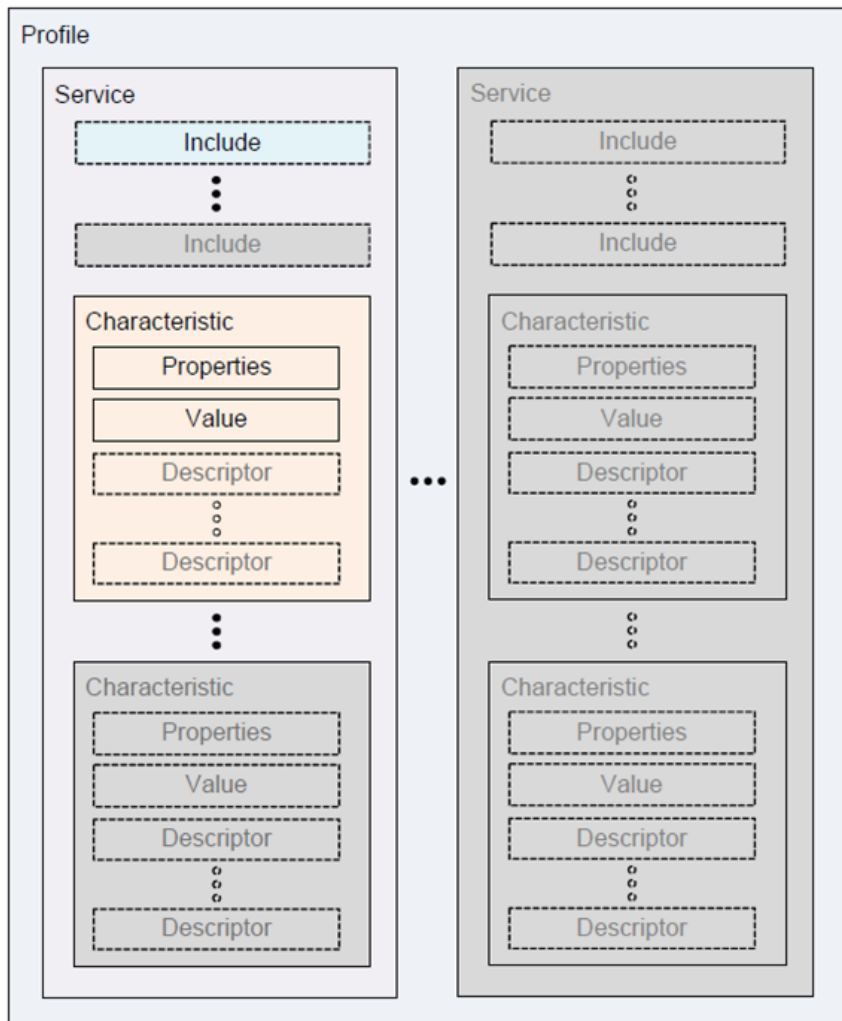 Profile
Service
Include
Include
Characteristic
Properties
Value
Descriptor
Descriptor
Characteristic
Properties
Value
Descriptor
Descriptor
Service
Include
Include
Characteristic
Properties
Value
Descriptor
Descriptor
Characteristic
Properties
Value
Descriptor
Descriptor